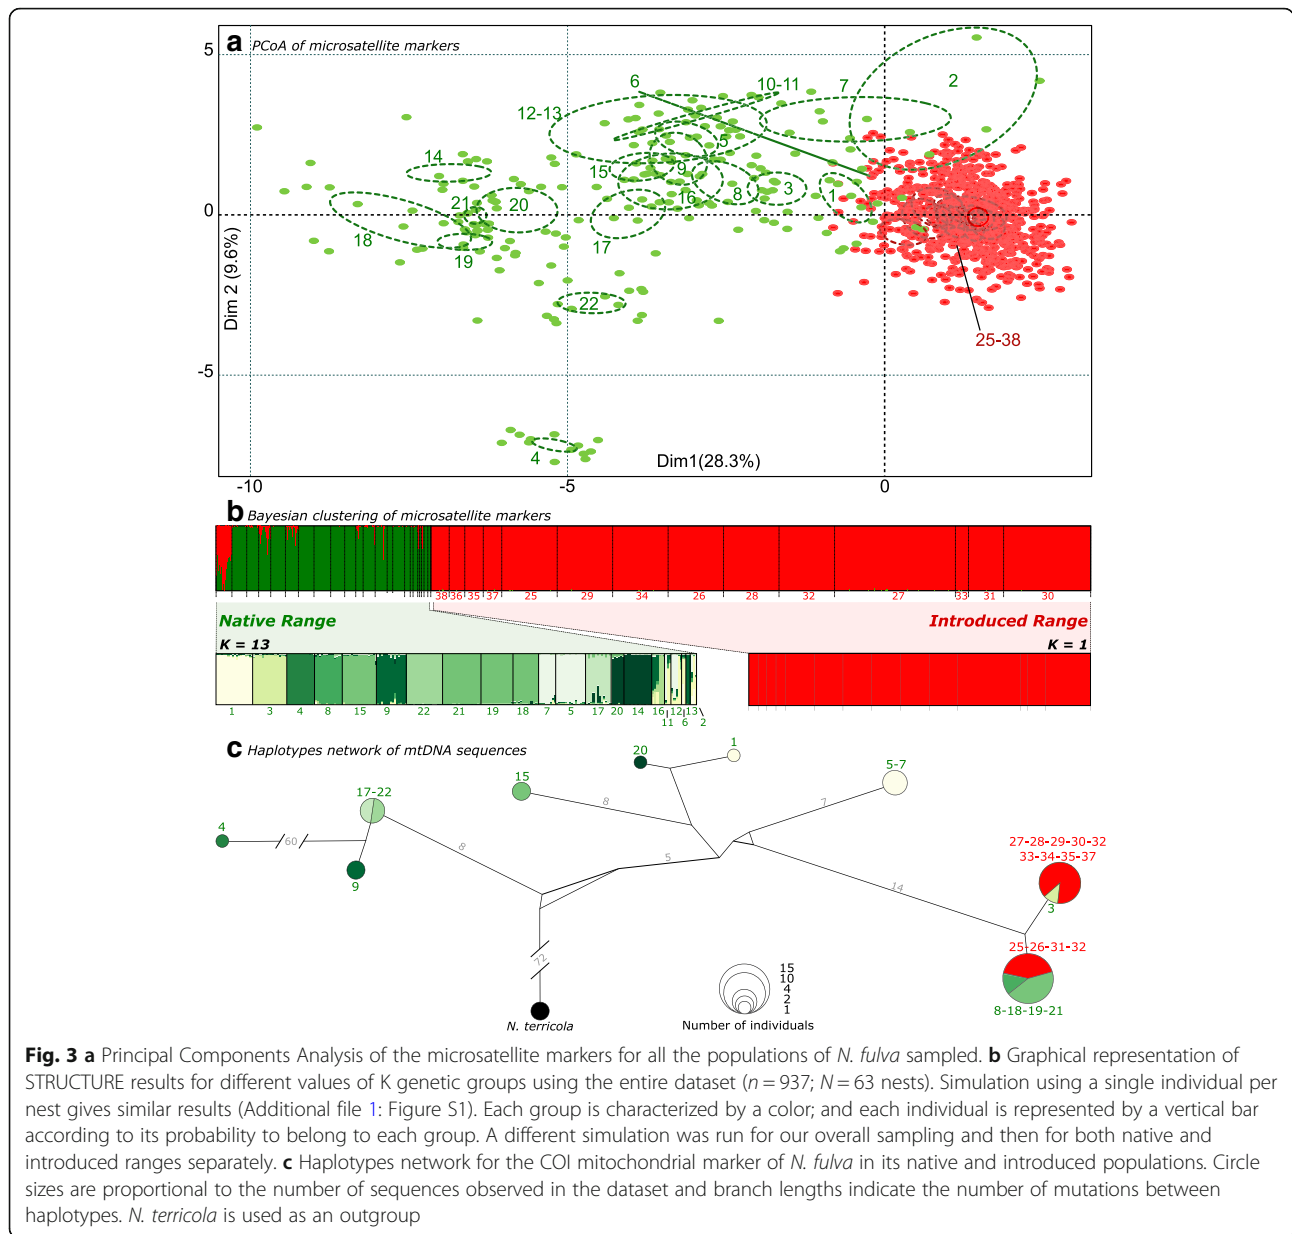 a PCoA of microsatellite markers
5
0
-5
Dim 2 (9.6%)
6
10-11
7
2
12-13
5
14
15
9
16
8
3
1
21
20
18
19
17
22
4
25-38
Dim1(28.3%)
-10
-5
0
b Bayesian clustering of microsatellite markers
38 36 35 37 25 29 34 26 28 32 27 33 31 30
Native Range
Introduced Range
K = 13
K = 1
1 3 4 8 15 9 22 21 19 18 7 5 17 20 14 16 11 12 6 13 2
c Haplotypes network of mtDNA sequences
20
1
15
5-7
17-22
8
7
4
60
9
8
5
14
27-28-29-30-32
33-34-35-37
3
25-26-31-32
8-18-19-21
72
N. terricola
15
10
4
2
1
Number of individuals
Fig. 3 a Principal Components Analysis of the microsatellite markers for all the populations of N. fulva sampled. b Graphical representation of
STRUCTURE results for different values of K genetic groups using the entire dataset (n = 937; N = 63 nests). Simulation using a single individual per
nest gives similar results (Additional file 1: Figure S1). Each group is characterized by a color; and each individual is represented by a vertical bar
according to its probability to belong to each group. A different simulation was run for our overall sampling and then for both native and
introduced ranges separately. c Haplotypes network for the COI mitochondrial marker of N. fulva in its native and introduced populations. Circle
sizes are proportional to the number of sequences observed in the dataset and branch lengths indicate the number of mutations between
haplotypes. N. terricola is used as an outgroup